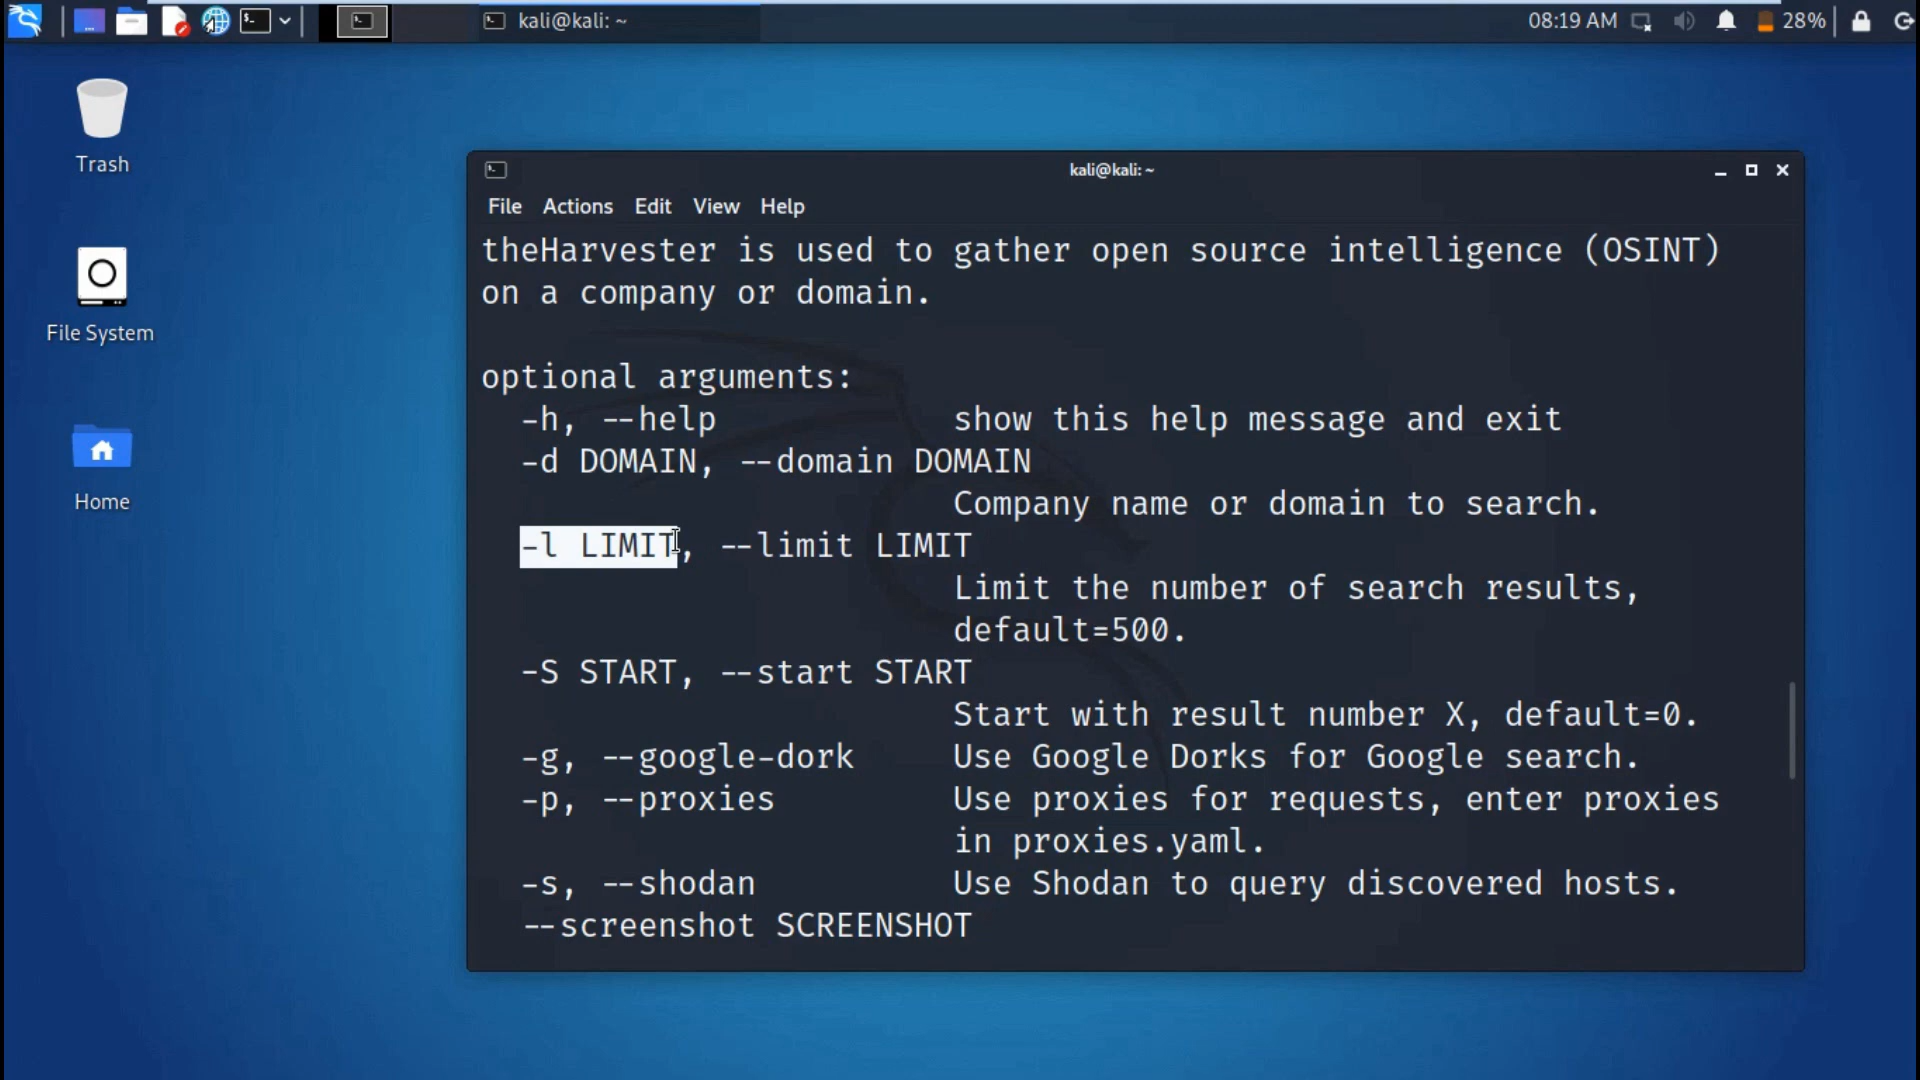 kali@kali: ~
08:19 AM
28%
Trash
File System
Home
kali@kali: ~
File Actions Edit View Help
theHarvester is used to gather open source intelligence (OSINT)
on a company or domain.
optional arguments:
-h, --help show this help message and exit
-d DOMAIN, --domain DOMAIN
Company name or domain to search.
-l LIMIT, --limit LIMIT
Limit the number of search results,
default=500.
-S START, --start START
Start with result number X, default=0.
-g, --google-dork Use Google Dorks for Google search.
-p, --proxies Use proxies for requests, enter proxies
in proxies.yaml.
-s, --shodan Use Shodan to query discovered hosts.
--screenshot SCREENSHOT